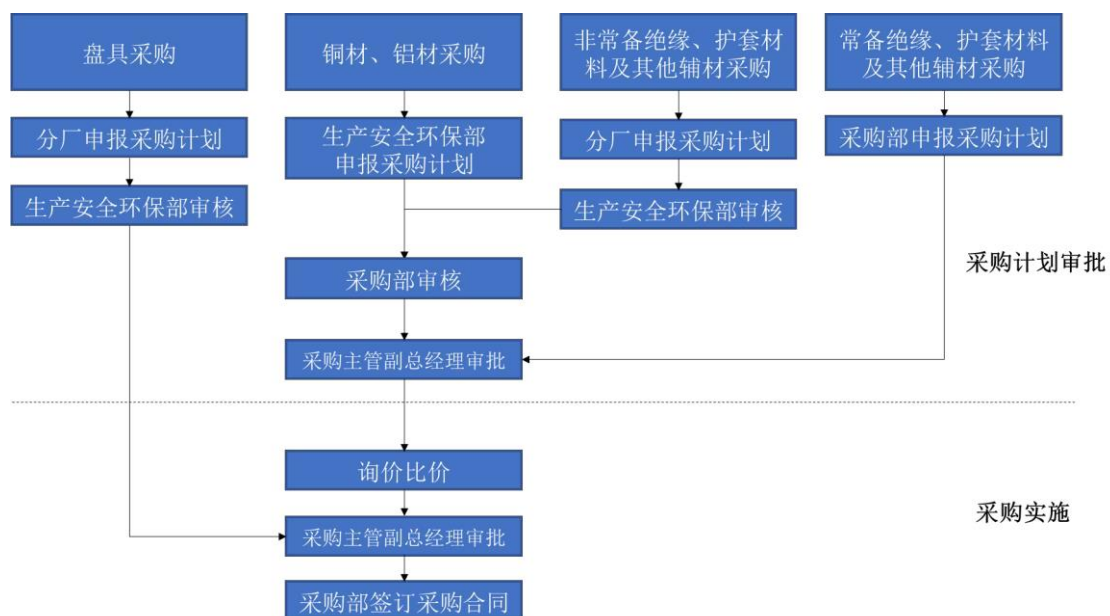 盘具采购
铜材、铝材采购
非常备绝缘、护套材
料及其他辅材采购
常备绝缘、护套材料
及其他辅材采购
分厂申报采购计划
生产安全环保部
申报采购计划
分厂申报采购计划
采购部申报采购计划
生产安全环保部审核
生产安全环保部审核
采购计划审批
采购部审核
采购主管副总经理审批
询价比价
采购实施
采购主管副总经理审批
采购部签订采购合同